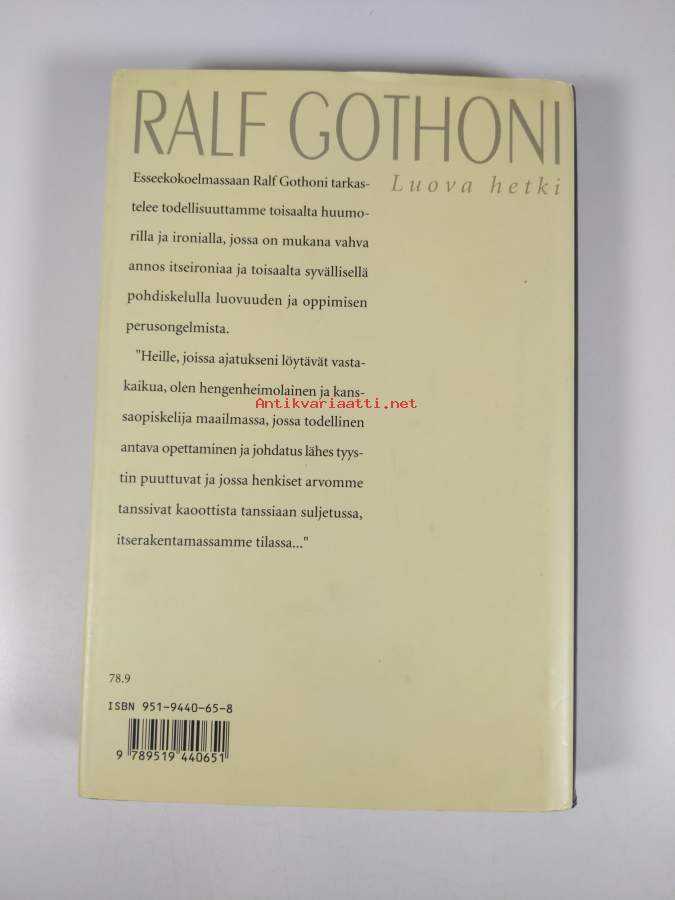 RALF GOTHONI
Luova hetki
Esseekokoelmassaan Ralf Gothoni tarkas-
telee todellisuuttamme toisaalta huumo-
rilla ja ironialla, jossa on mukana vahva
annos itseironiaa ja toisaalta syvällisellä
pohdiskelulla luovuuden ja oppimisen
perusongelmista.
"Heille, joissa ajatukseni löytävät vasta-
kaikua, olen hengenheimolainen ja kans-
Antikvariaatti.net
saopiskelija maailmassa, jossa todellinen
antava opettaminen ja johdatus lähes tyys-
tin puuttuvat ja jossa henkiset arvomme
tanssivat kaoottista tanssiaan suljetussa,
itserakentamassamme tilassa..."
78.9
ISBN 951-9440-65-8
9 789519 440651